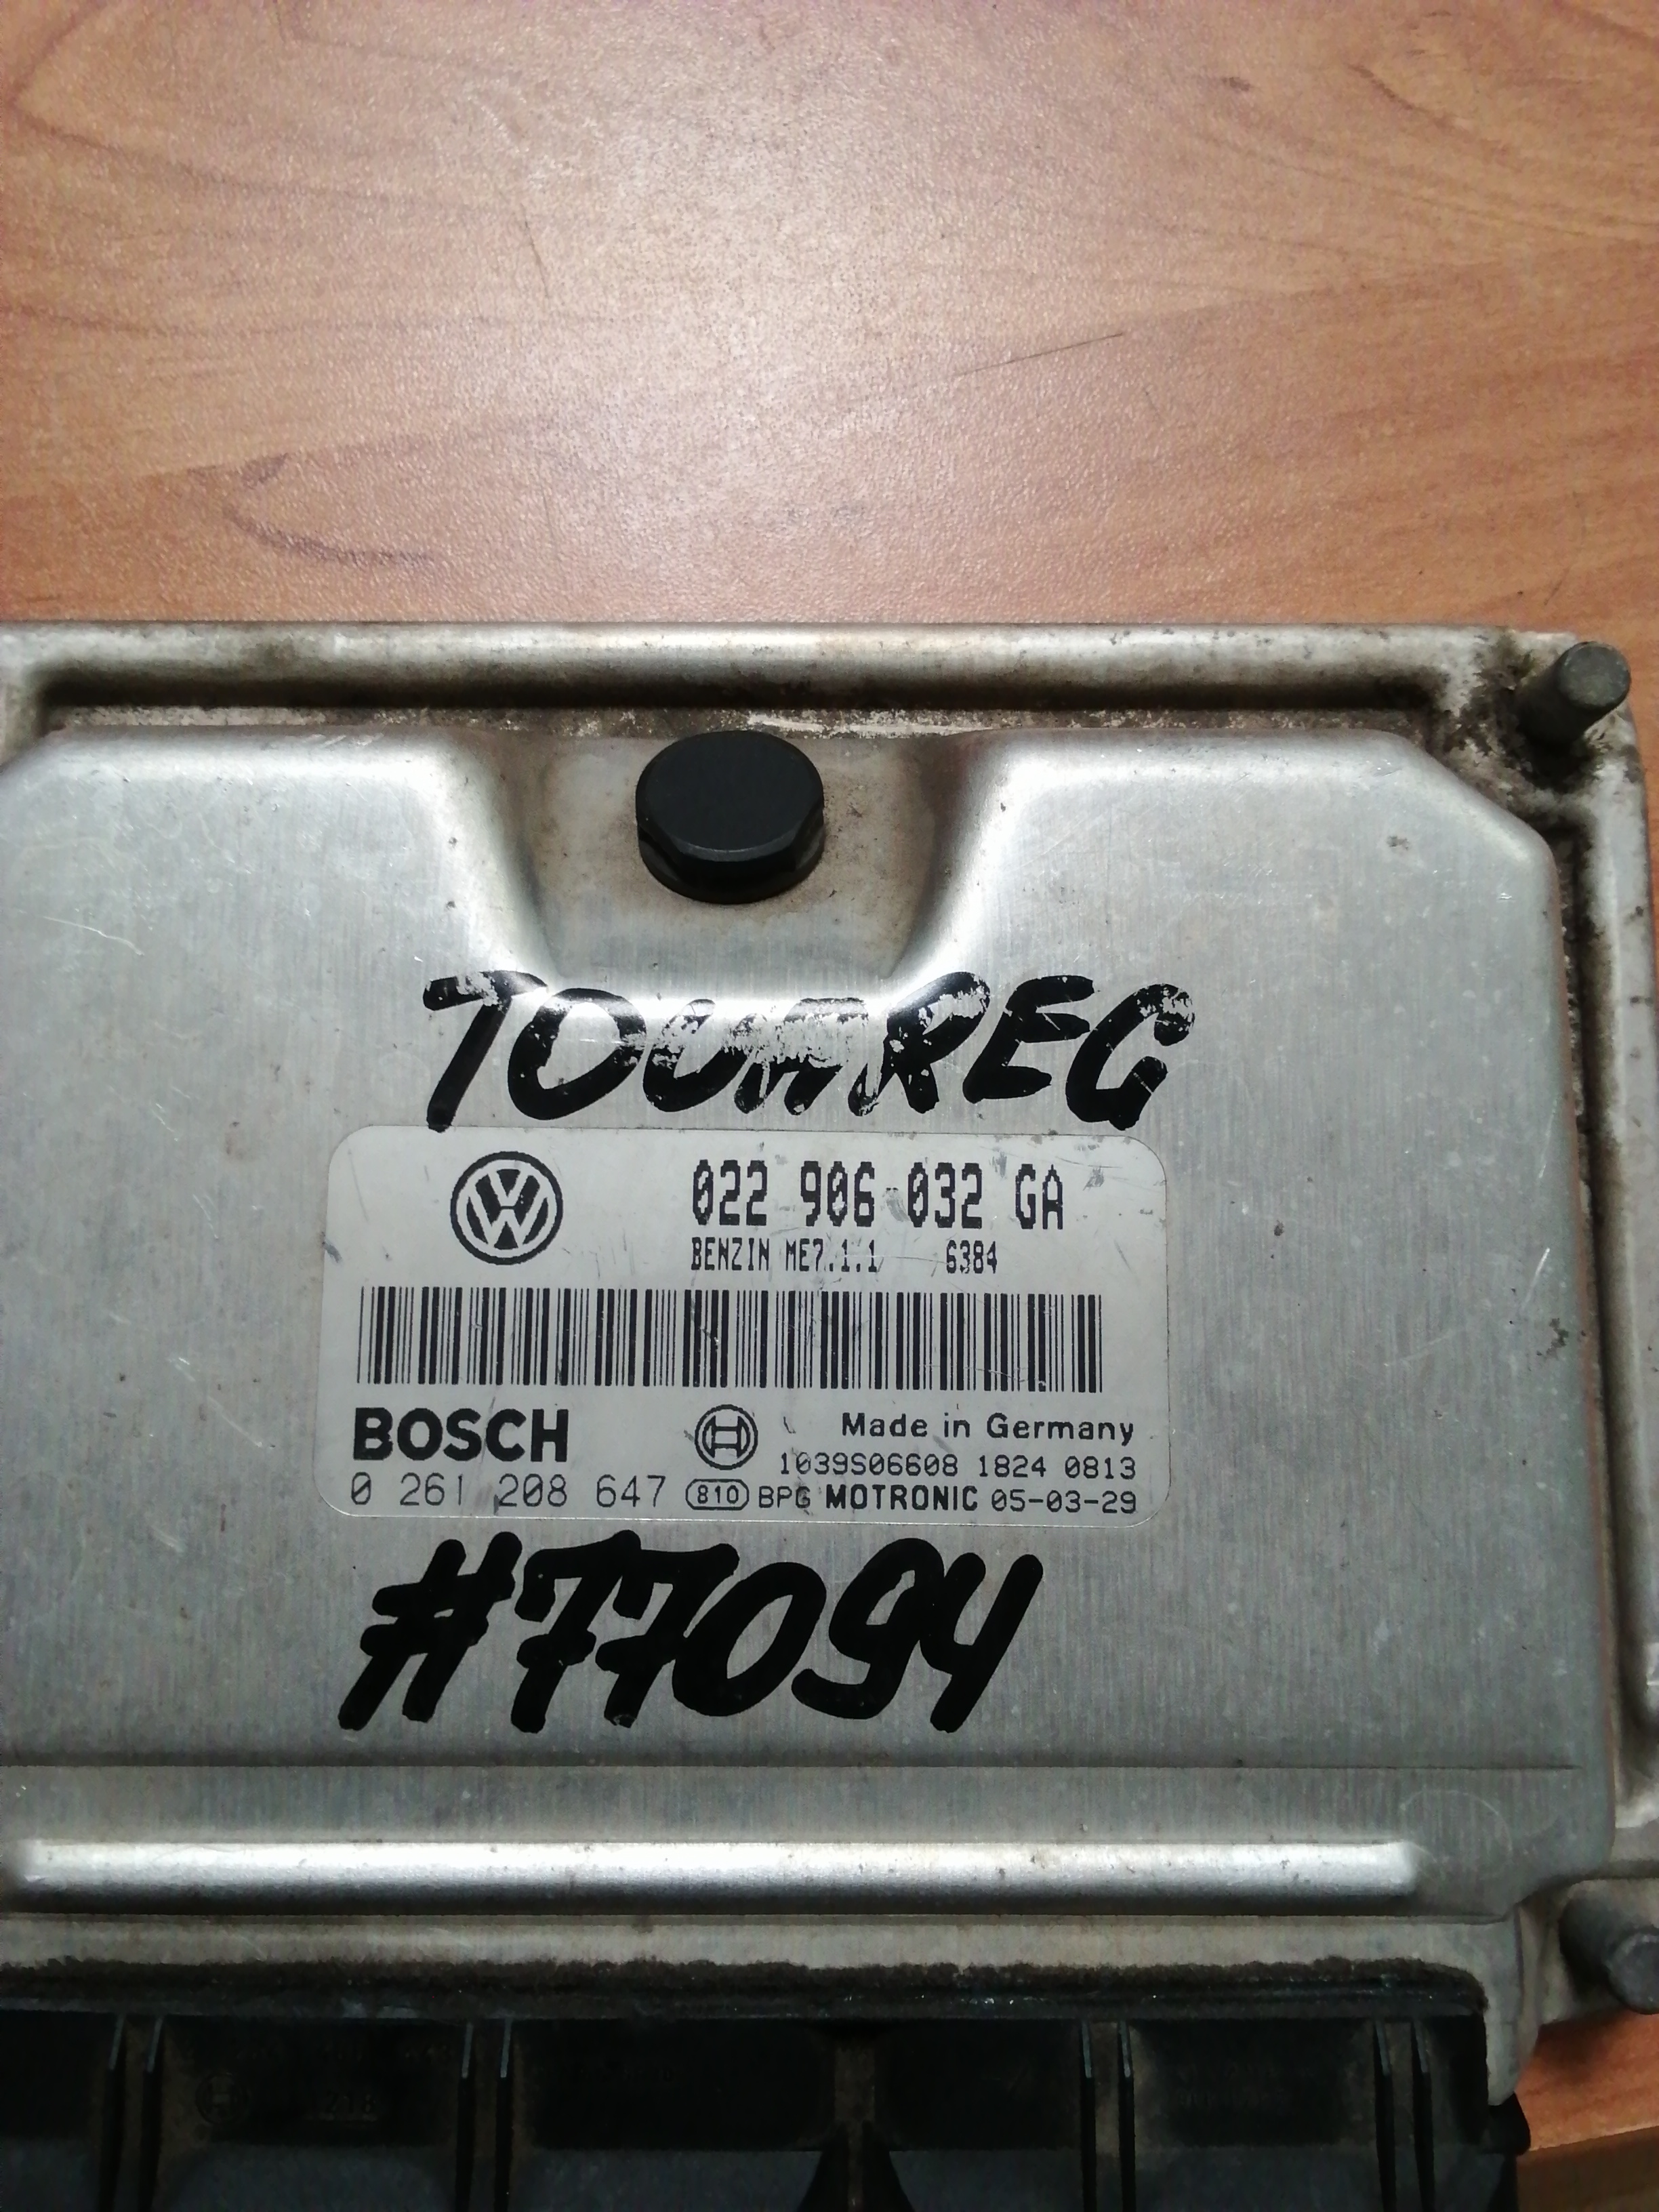 TOUAREG
022 906 032 GA
BENZIN ME7.1.1 6384
BOSCH
Made in Germany
1039S06608 1824 0813
0 261 208 647 810 BPG MOTRONIC 05-03-29
#77094